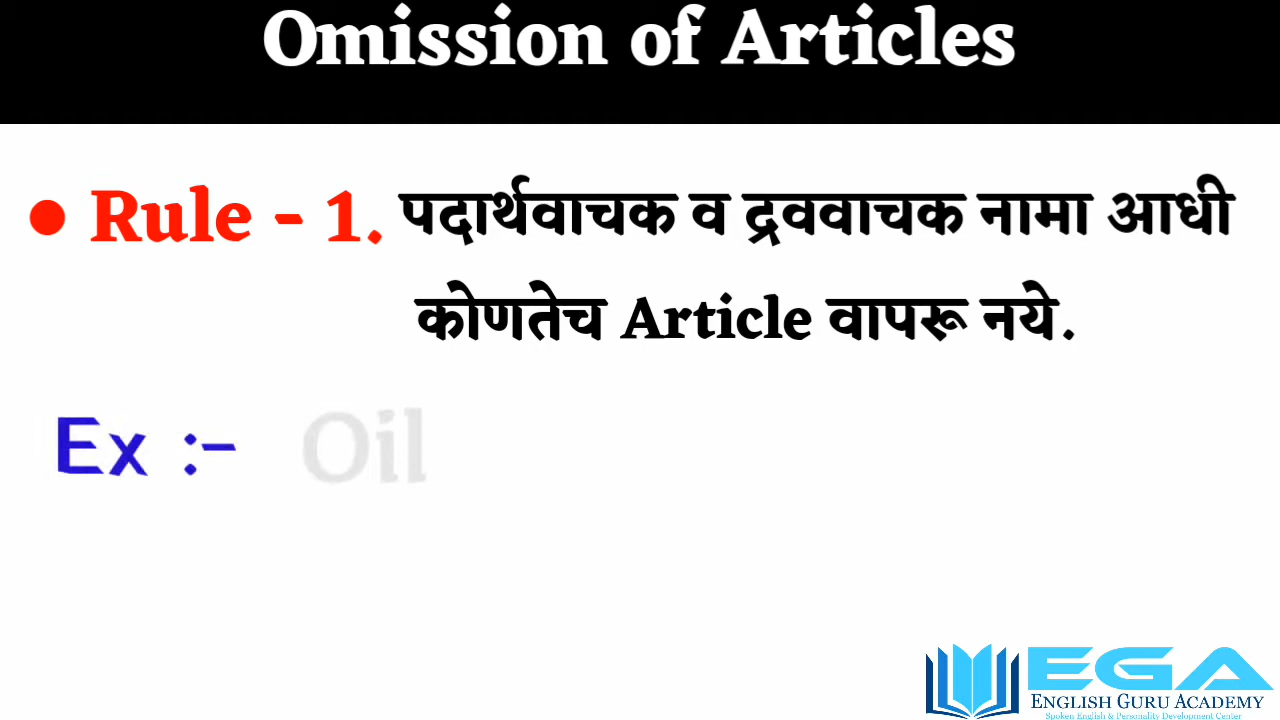 Omission of Articles
• Rule - 1. पदार्थवाचक व द्रववाचक नामा आधी
कोणतेच Article वापरू नये.
Ex :- Oil
EGA
ENGLISH GURU ACADEMY
Spoken English & Personality Development Center